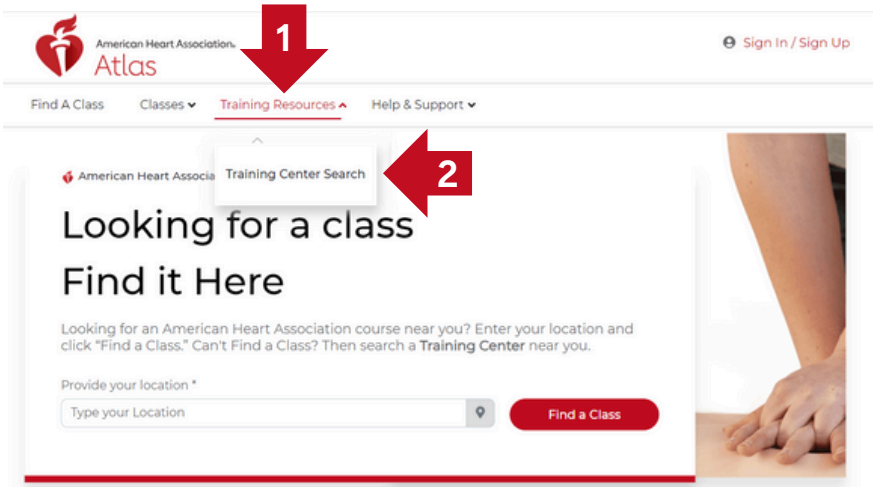 American Heart Association.
Atlas
1
Sign In / Sign Up
Find A Class
Classes
Training Resources
Help & Support
American Heart Associa
Training Center Search
2
Looking for a class
Find it Here
Looking for an American Heart Association course near you? Enter your location and
click “Find a Class.” Can't Find a Class? Then search a Training Center near you.
Provide your location *
Type your Location
Find a Class